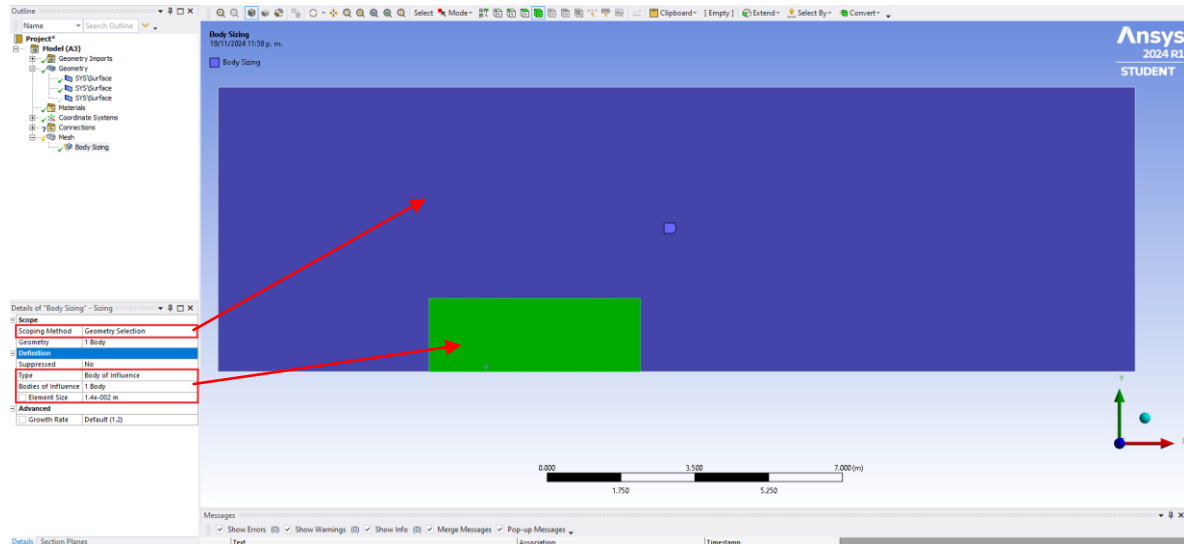 Outline
Name
Search Outline
Project*
Model (A3)
Geometry Imports
Geometry
SYS\Surface
SYS\Surface
SYS\Surface
Materials
Coordinate Systems
Connections
Mesh
Body Sizing
Details of "Body Sizing" - Sizing
Scope
Scoping Method Geometry Selection
Geometry 1 Body
Definition
Suppressed No
Type Body of Influence
Bodies of Influence 1 Body
Element Size 1.4e-002 m
Advanced
Growth Rate Default (1.2)
Details Section Planes
Select Mode Clipboard [ Empty ] Extend Select By Convert
Body Sizing
19/11/2024 11:38 p. m.
Body Sizing
Ansys
2024 R1
STUDENT
Y
X
0.000 3.500 7.000 (m)
1.750 5.250
Messages
Show Errors (0) Show Warnings (0) Show Info (0) Merge Messages Pop-up Messages
Text Association Timestamp